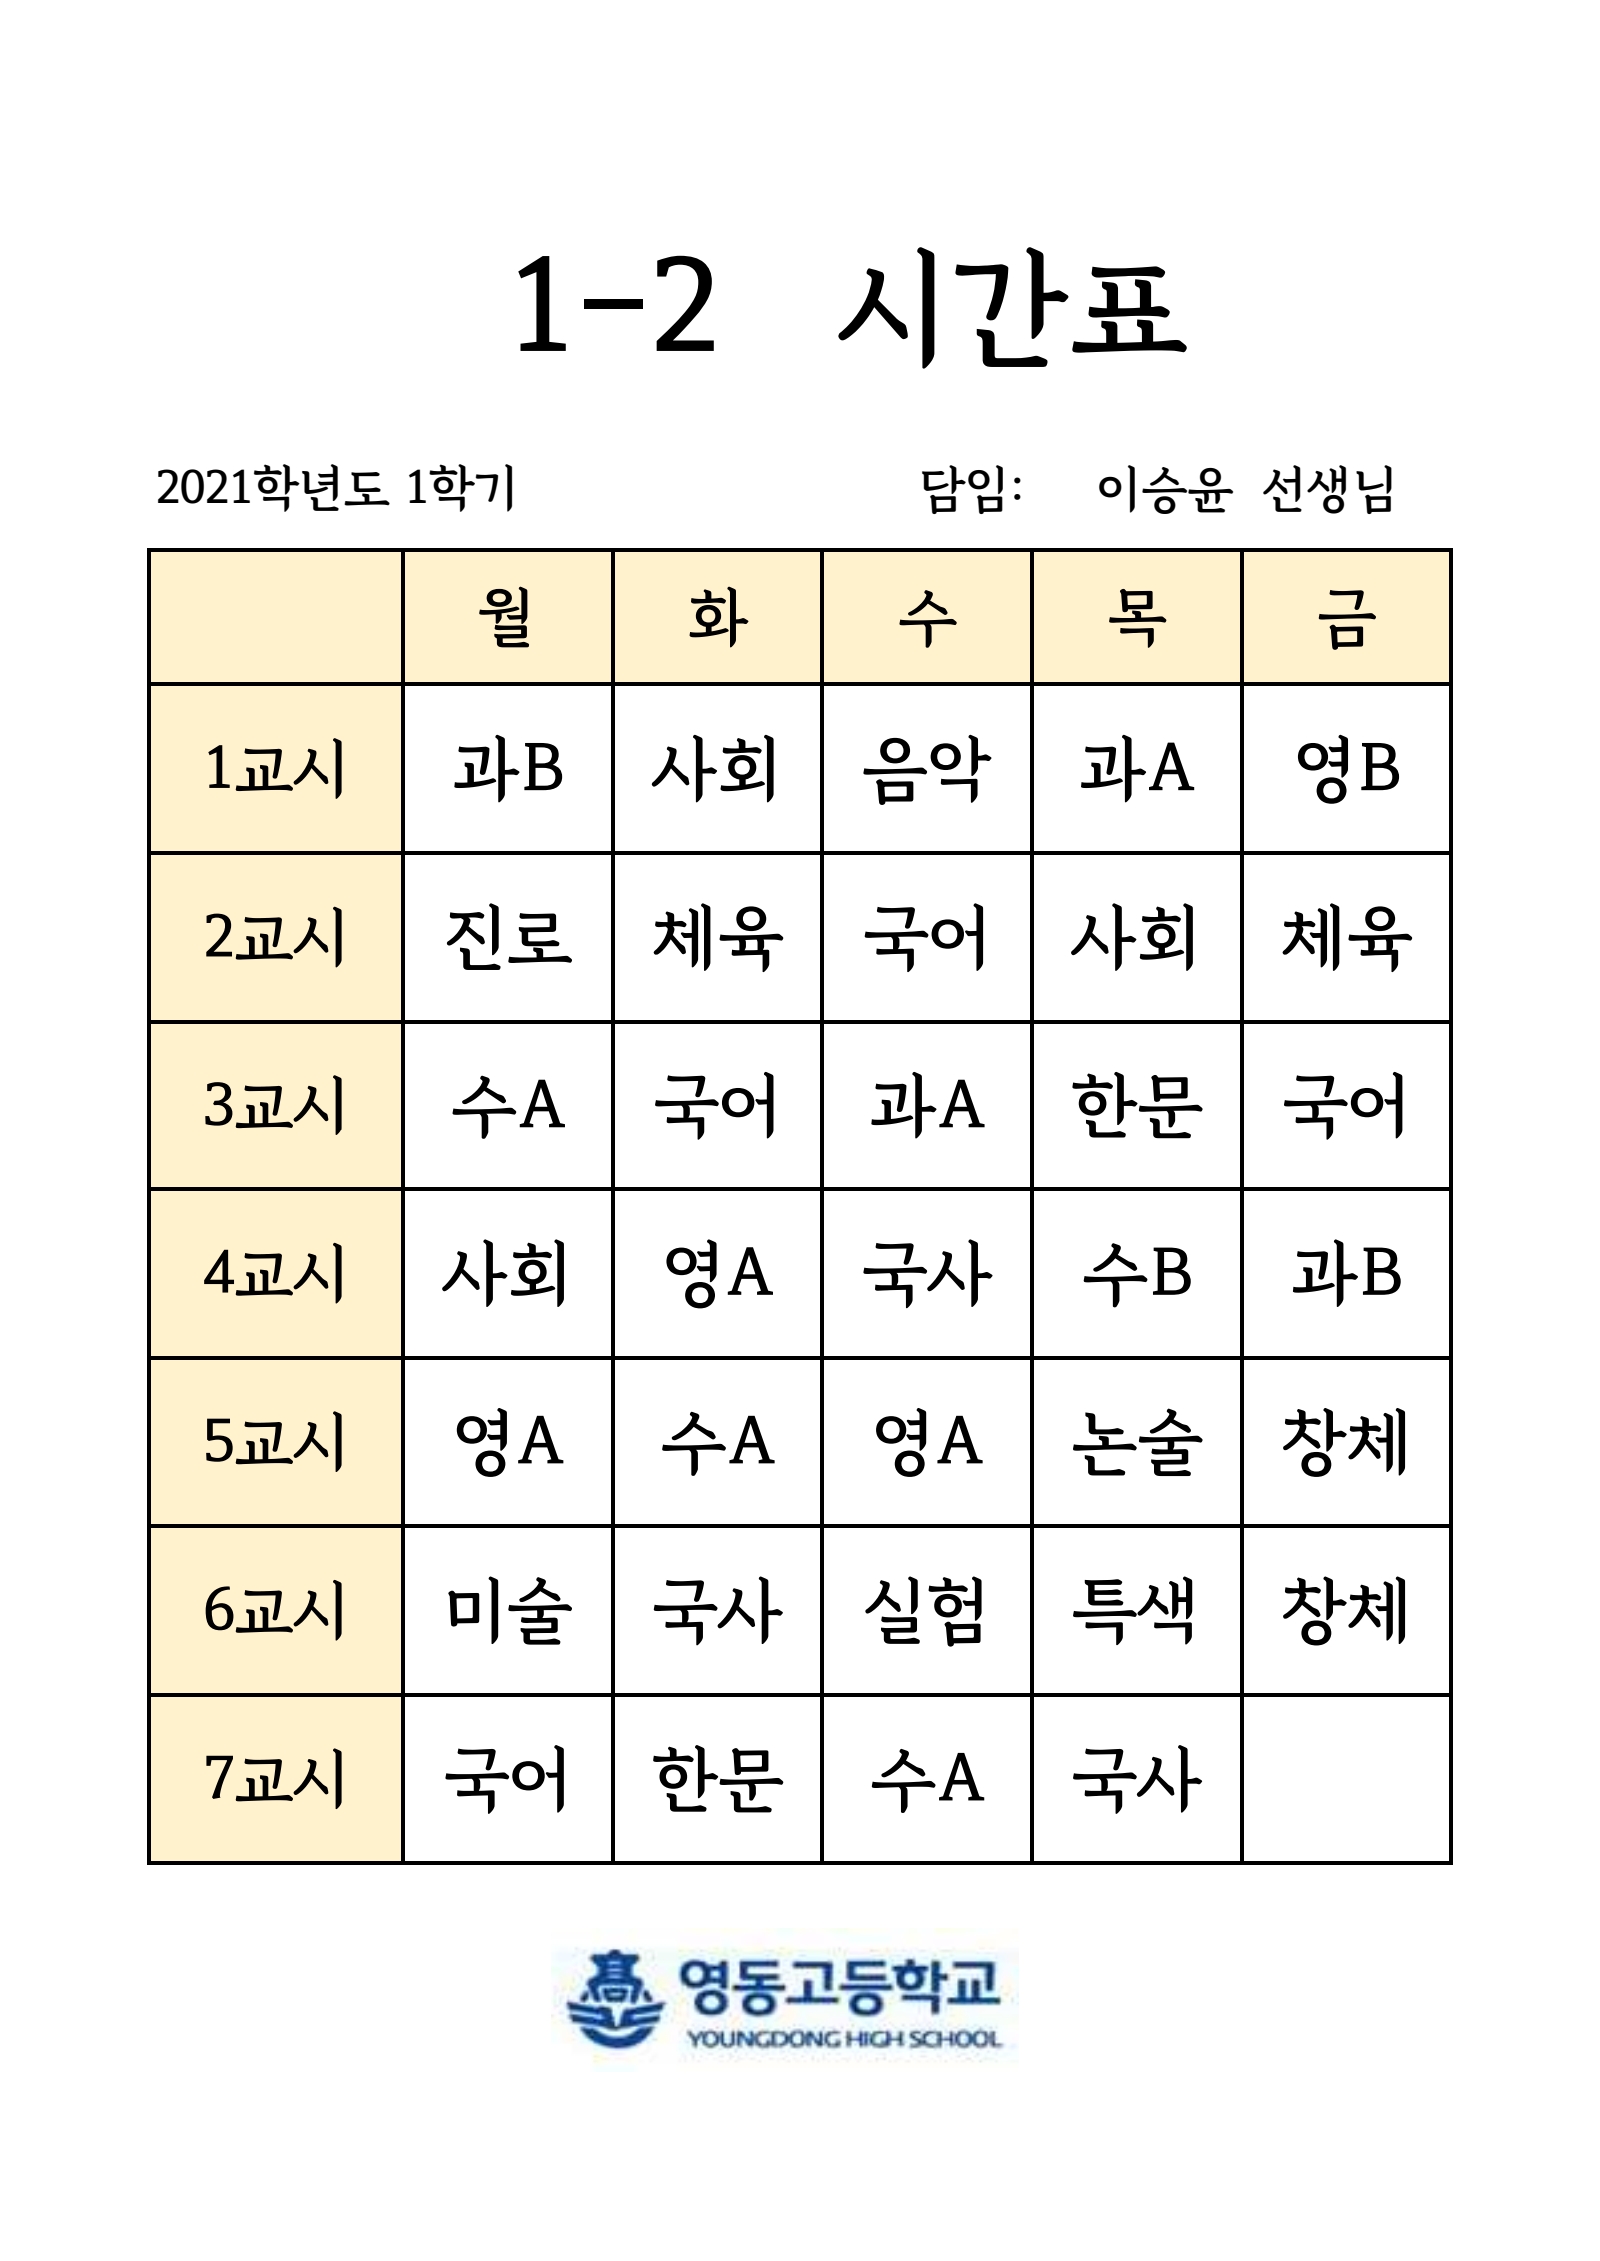 1-2 시간표
2021학년도 1학기 담임: 이승윤 선생님
월 화 수 목 금
1교시 과B 사회 음악 과A 영B
2교시 진로 체육 국어 사회 체육
3교시 수A 국어 과A 한문 국어
4교시 사회 영A 국사 수B 과B
5교시 영A 수A 영A 논술 창체
6교시 미술 국사 실험 특색 창체
7교시 국어 한문 수A 국사
高 영동고등학교
YOUNGDONG HIGH SCHOOL